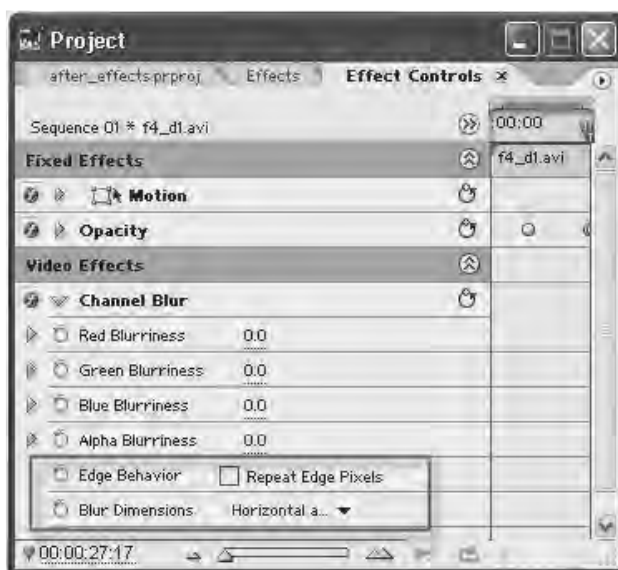 Project
after_effects.prproj Effects Effect Controls x
Sequence 01 * f4_d1.avi 00:00
Fixed Effects f4_d1.avi
Motion
Opacity
Video Effects
Channel Blur
Red Blurriness 0.0
Green Blurriness 0.0
Blue Blurriness 0.0
Alpha Blurriness 0.0
Edge Behavior Repeat Edge Pixels
Blur Dimensions Horizontal a...
00:00:27:17